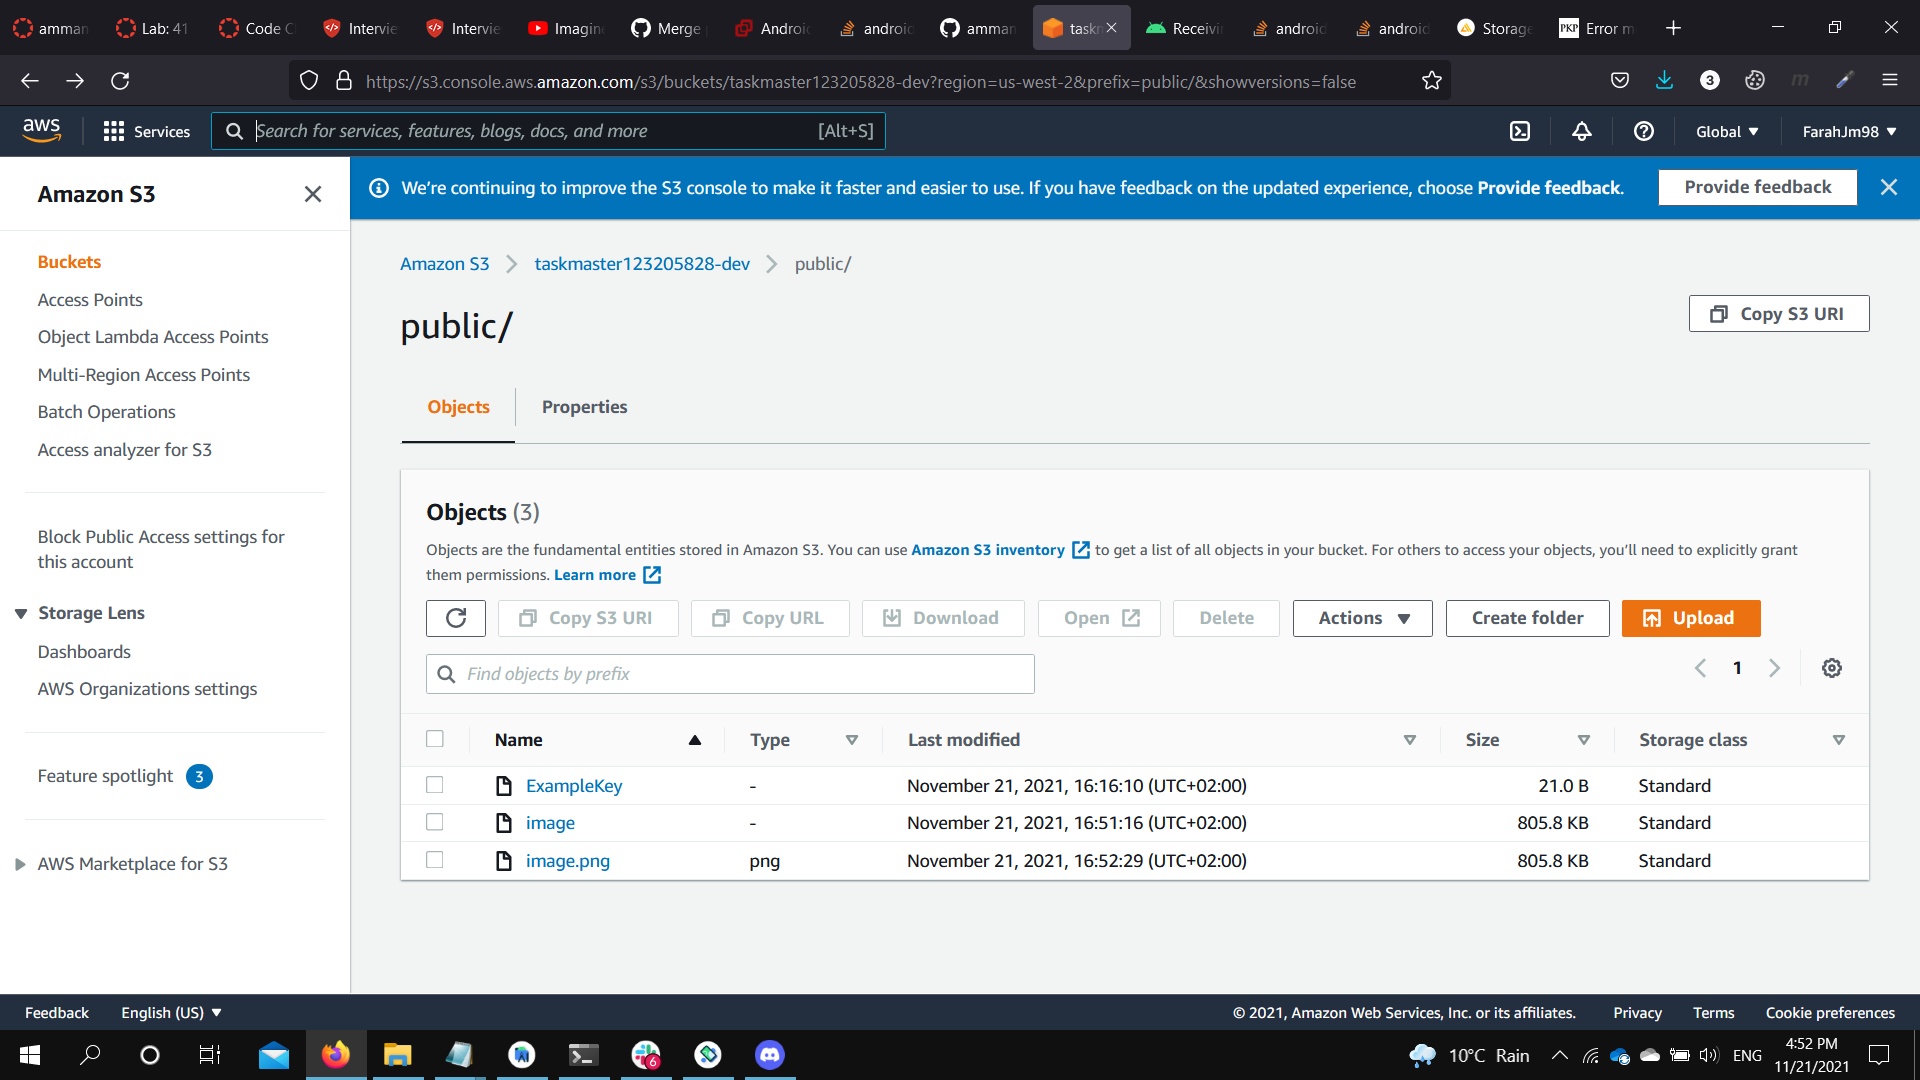 amman
Lab: 41
Code C
Intervie
Intervie
Imagine
Merge
Android
android
amman
taskm
Receivin
android
android
Storage
PKP Error m
https://s3.console.aws.amazon.com/s3/buckets/taskmaster123205828-dev?region=us-west-2&prefix=public/&showversions=false
3
m
aws
Services
Search for services, features, blogs, docs, and more [Alt+S]
Global
FarahJm98
Amazon S3
We're continuing to improve the S3 console to make it faster and easier to use. If you have feedback on the updated experience, choose Provide feedback.
Provide feedback
Buckets
Access Points
Object Lambda Access Points
Multi-Region Access Points
Batch Operations
Access analyzer for S3
Block Public Access settings for
this account
Storage Lens
Dashboards
AWS Organizations settings
Feature spotlight 3
AWS Marketplace for S3
Amazon S3 > taskmaster123205828-dev > public/
public/
Copy S3 URI
Objects
Properties
Objects (3)
Objects are the fundamental entities stored in Amazon S3. You can use Amazon S3 inventory to get a list of all objects in your bucket. For others to access your objects, you'll need to explicitly grant
them permissions. Learn more
Copy S3 URI
Copy URL
Download
Open
Delete
Actions
Create folder
Upload
Find objects by prefix
1
Name Type Last modified Size Storage class
ExampleKey - November 21, 2021, 16:16:10 (UTC+02:00) 21.0 B Standard
image - November 21, 2021, 16:51:16 (UTC+02:00) 805.8 KB Standard
image.png png November 21, 2021, 16:52:29 (UTC+02:00) 805.8 KB Standard
Feedback
English (US)
© 2021, Amazon Web Services, Inc. or its affiliates.
Privacy
Terms
Cookie preferences
6
10°C Rain
ENG
4:52 PM
11/21/2021